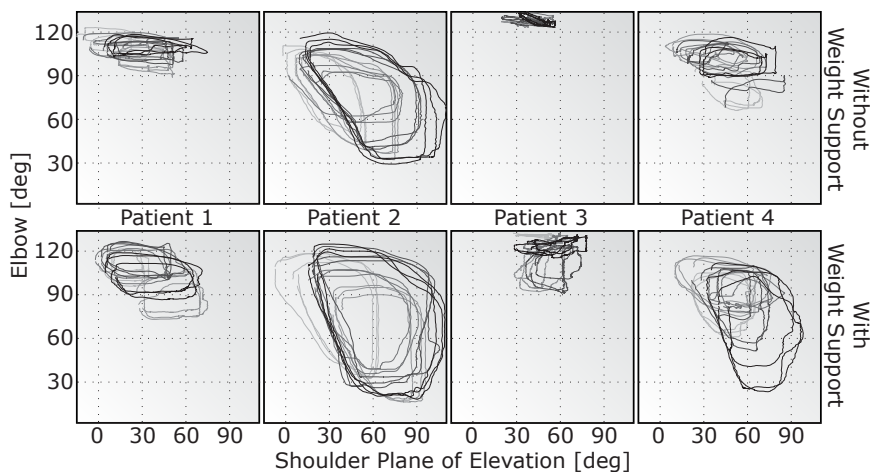 120
90
60
30
Without
Weight Support
Elbow [deg]
Patient 1
Patient 2
Patient 3
Patient 4
120
90
60
30
With
Weight Support
0 30 60 90 0 30 60 90 0 30 60 90 0 30 60 90
Shoulder Plane of Elevation [deg]